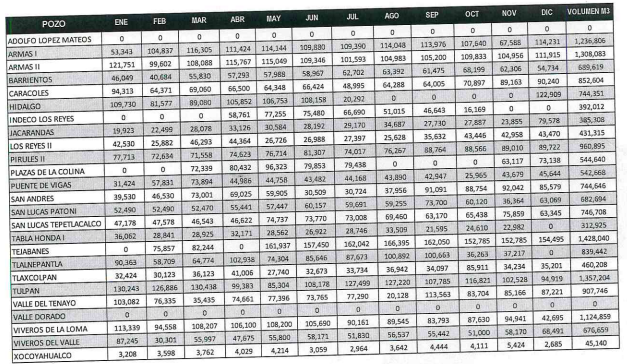 POZO ENE FEB MAR ABR MAY JUN JUL AGO SEP OCT NOV DIC VOLUMEN M3
ADOLFO LOPEZ MATEOS 0 0 0 0 0 0 0 0 0 0 0 0 0
ARMAS I 53,343 104,837 116,305 111,424 114,144 109,880 109,390 114,048 113,976 107,640 67,588 114,231 1,236,806
ARMAS II 121,751 99,602 108,088 115,767 115,049 109,346 101,593 104,983 105,200 109,833 104,956 111,915 1,308,083
BARRIENTOS 46,049 40,684 55,830 57,293 57,988 58,967 62,702 63,392 61,475 68,199 62,306 54,734 689,619
CARACOLES 94,313 64,371 69,060 66,500 64,348 66,424 48,995 64,288 64,005 70,897 89,163 90,240 852,604
HIDALGO 109,730 81,577 89,080 105,852 106,753 108,158 20,292 0 0 0 0 122,909 744,351
INDECO LOS REYES 0 0 0 58,761 77,255 75,480 66,690 51,015 46,643 16,169 0 0 392,012
JACARANDAS 19,923 22,499 28,078 33,126 30,584 28,192 29,170 34,687 27,730 27,887 23,855 79,578 385,308
LOS REYES II 42,530 25,882 46,293 44,364 26,726 26,988 27,397 25,628 35,632 43,446 42,958 43,470 431,315
PIRULES II 77,713 72,634 71,558 74,623 76,714 81,307 74,017 76,267 88,764 88,566 89,010 89,722 960,895
PLAZAS DE LA COLINA 0 0 72,339 80,432 96,323 79,853 79,438 0 0 0 63,117 73,138 544,640
PUENTE DE VIGAS 31,424 57,831 73,894 44,986 44,758 43,482 44,168 43,890 42,947 25,965 43,679 45,644 542,668
SAN ANDRES 39,530 46,530 73,001 69,025 59,905 30,509 30,724 37,956 91,091 88,754 92,042 85,579 744,646
SAN LUCAS PATONI 52,490 52,490 52,470 55,441 57,447 60,157 59,691 59,255 73,700 60,120 36,364 63,069 682,694
SAN LUCAS TEPETLACALCO 47,178 47,578 46,543 46,622 74,737 73,770 73,008 69,460 63,170 65,438 75,859 63,345 746,708
TABLA HONDA I 36,062 28,841 28,925 32,171 28,562 26,922 28,746 33,509 21,595 24,610 22,982 0 312,925
TEJABANES 0 75,857 82,244 0 161,937 157,450 162,042 166,395 162,050 152,785 152,785 154,495 1,428,040
TLALNEPANTLA 90,363 58,709 64,774 102,938 74,304 85,646 87,673 100,892 100,663 36,263 37,217 0 839,442
TLAXCOLPAN 32,424 30,123 36,123 41,006 27,740 32,673 33,734 36,942 34,097 85,911 34,234 35,201 460,208
TULPAN 130,243 126,886 130,438 99,383 85,304 108,178 127,499 127,220 107,785 116,821 102,528 94,919 1,357,204
VALLE DEL TENAYO 103,082 76,335 35,435 74,661 77,396 73,765 77,290 20,128 113,563 83,704 85,166 87,221 907,746
VALLE DORADO 0 0 0 0 0 0 0 0 0 0 0 0 0
VIVEROS DE LA LOMA 113,339 94,558 108,207 106,100 108,200 105,690 90,161 89,545 83,793 87,630 94,941 42,695 1,124,859
VIVEROS DEL VALLE 87,245 30,301 55,997 47,675 55,800 58,171 51,830 56,537 55,442 51,000 58,170 68,491 676,659
XOCOYAHUALCO 3,208 3,598 3,762 4,029 4,214 3,059 2,964 3,642 4,444 4,111 5,424 2,685 45,140